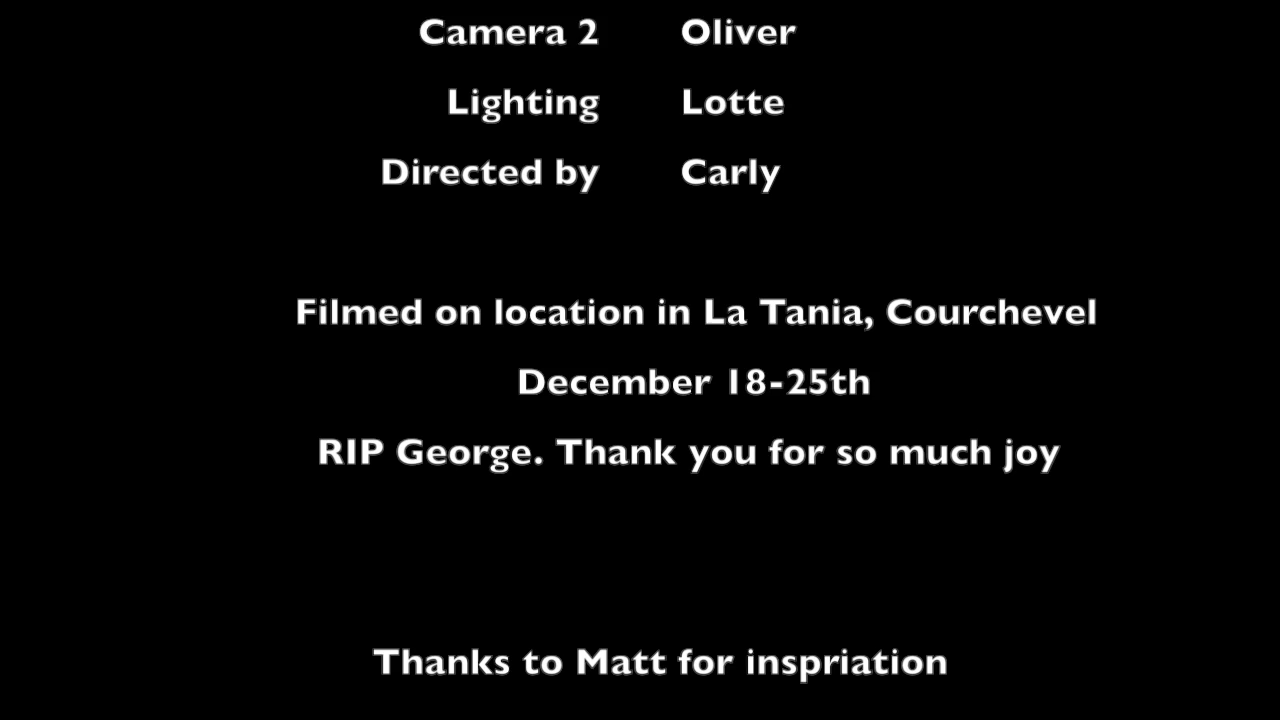 Camera 2 Oliver
Lighting Lotte
Directed by Carly
Filmed on location in La Tania, Courchevel
December 18-25th
RIP George. Thank you for so much joy
Thanks to Matt for inspriation